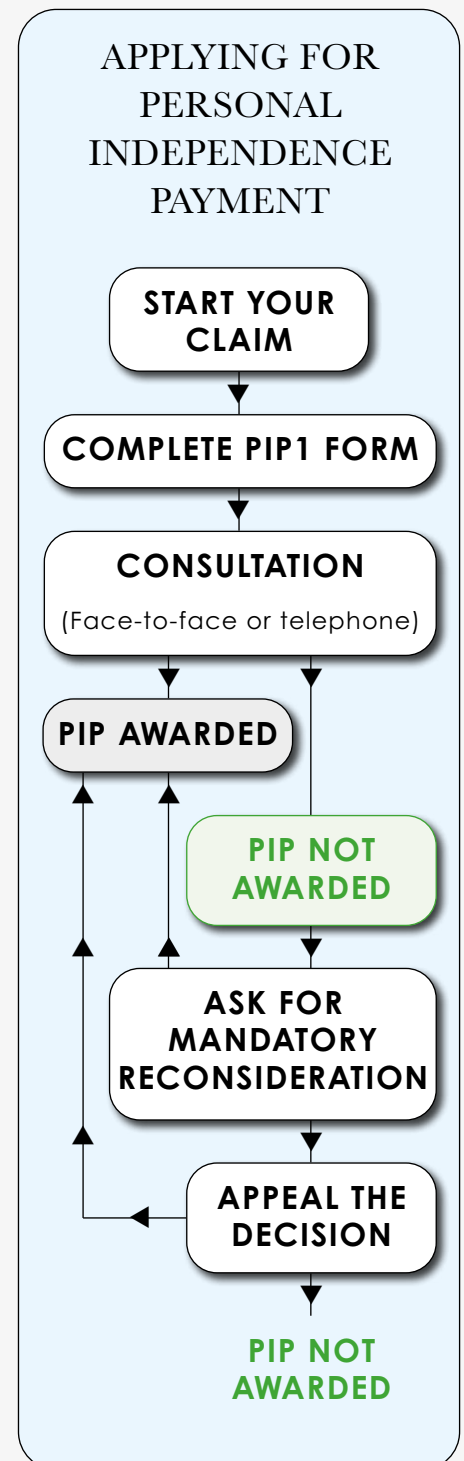 APPLYING FOR
PERSONAL
INDEPENDENCE
PAYMENT
START YOUR
CLAIM
COMPLETE PIP1 FORM
CONSULTATION
(Face-to-face or telephone)
PIP AWARDED
PIP NOT
AWARDED
ASK FOR
MANDATORY
RECONSIDERATION
APPEAL THE
DECISION
PIP NOT
AWARDED